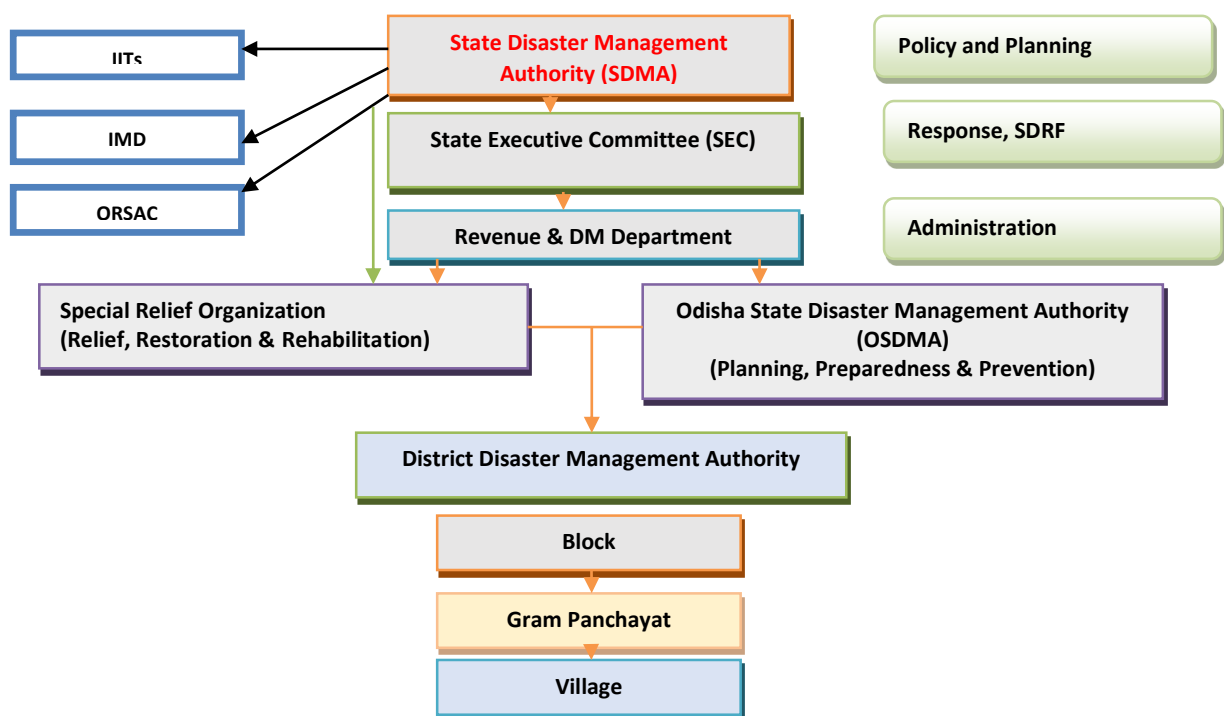 IITs
IMD
ORSAC
State Disaster Management
Authority (SDMA)
State Executive Committee (SEC)
Revenue & DM Department
Policy and Planning
Response, SDRF
Administration
Special Relief Organization
(Relief, Restoration & Rehabilitation)
Odisha State Disaster Management Authority
(OSDMA)
(Planning, Preparedness & Prevention)
District Disaster Management Authority
Block
Gram Panchayat
Village